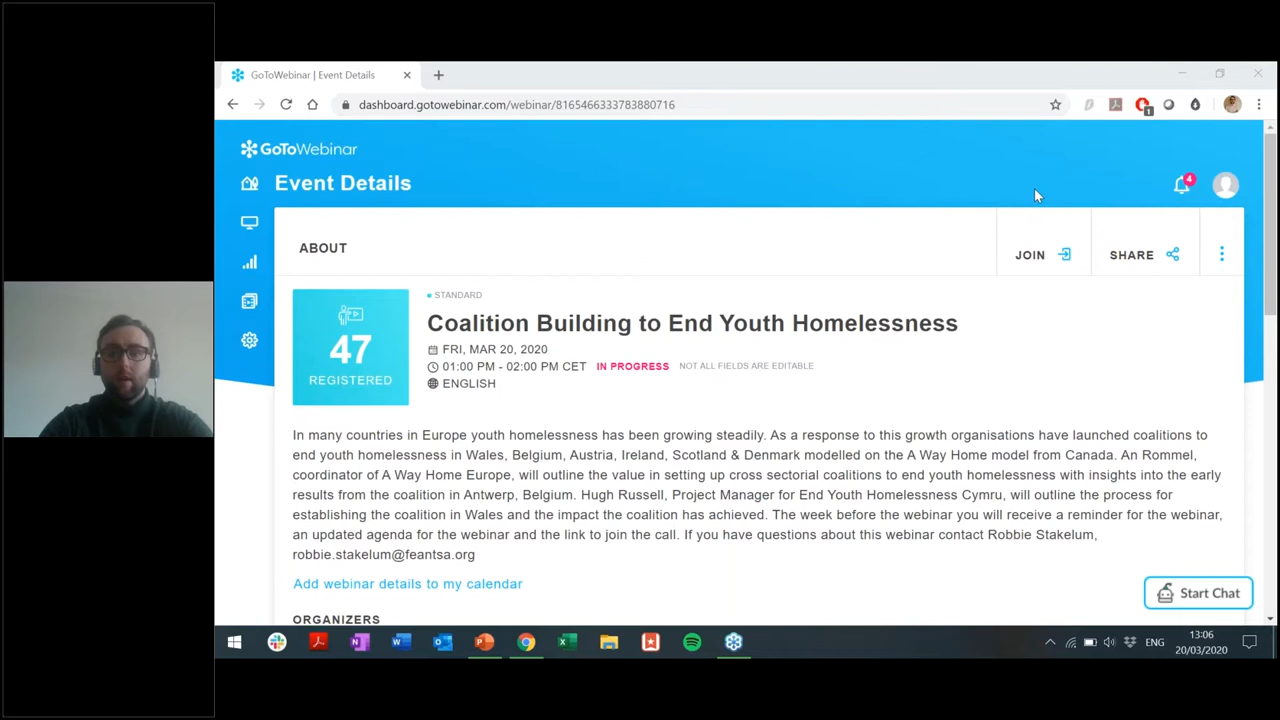 GoToWebinar | Event Details
dashboard.gotowebinar.com/webinar/8165466333783880716
1
GoToWebinar
Event Details
4
ABOUT
JOIN
SHARE
47
REGISTERED
STANDARD
Coalition Building to End Youth Homelessness
FRI, MAR 20, 2020
01:00 PM - 02:00 PM CET IN PROGRESS NOT ALL FIELDS ARE EDITABLE
ENGLISH
In many countries in Europe youth homelessness has been growing steadily. As a response to this growth organisations have launched coalitions to
end youth homelessness in Wales, Belgium, Austria, Ireland, Scotland & Denmark modelled on the A Way Home model from Canada. An Rommel,
coordinator of A Way Home Europe, will outline the value in setting up cross sectorial coalitions to end youth homelessness with insights into the early
results from the coalition in Antwerp, Belgium. Hugh Russell, Project Manager for End Youth Homelessness Cymru, will outline the process for
establishing the coalition in Wales and the impact the coalition has achieved. The week before the webinar you will receive a reminder for the webinar,
an updated agenda for the webinar and the link to join the call. If you have questions about this webinar contact Robbie Stakelum,
robbie.stakelum@feantsa.org
Add webinar details to my calendar
Start Chat
ORGANIZERS
ENG
13:06
20/03/2020